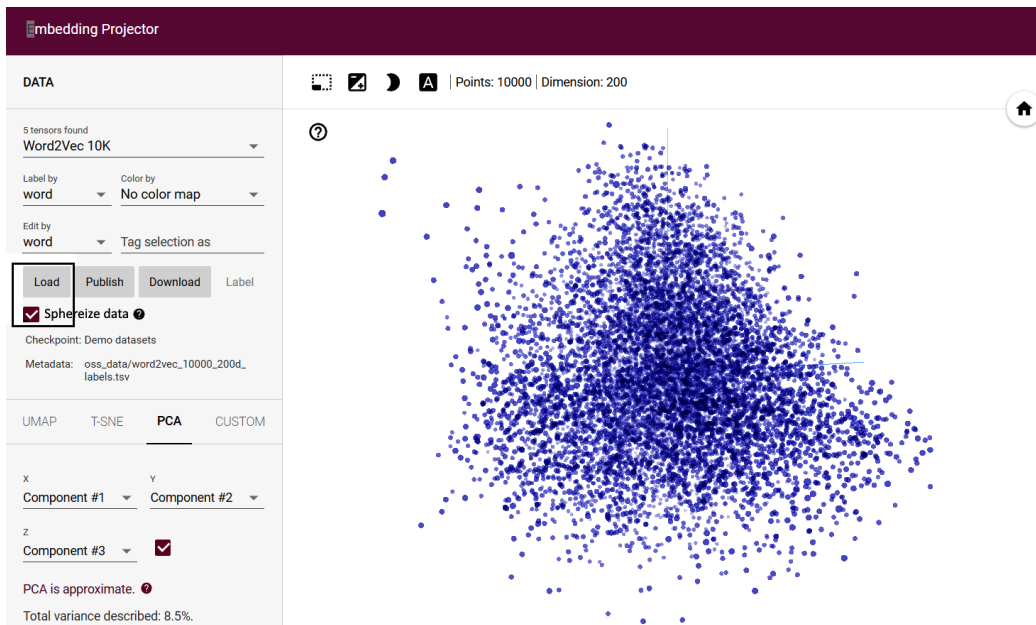 Embedding Projector
DATA
Points: 10000 | Dimension: 200
5 tensors found
Word2Vec 10K
Label by Color by
word No color map
Edit by
word Tag selection as
Load Publish Download Label
Sphereize data
Checkpoint: Demo datasets
Metadata: oss_data/word2vec_10000_200d_
labels.tsv
UMAP T-SNE PCA CUSTOM
X Y
Component #1 Component #2
Z
Component #3
PCA is approximate.
Total variance described: 8.5%.
A